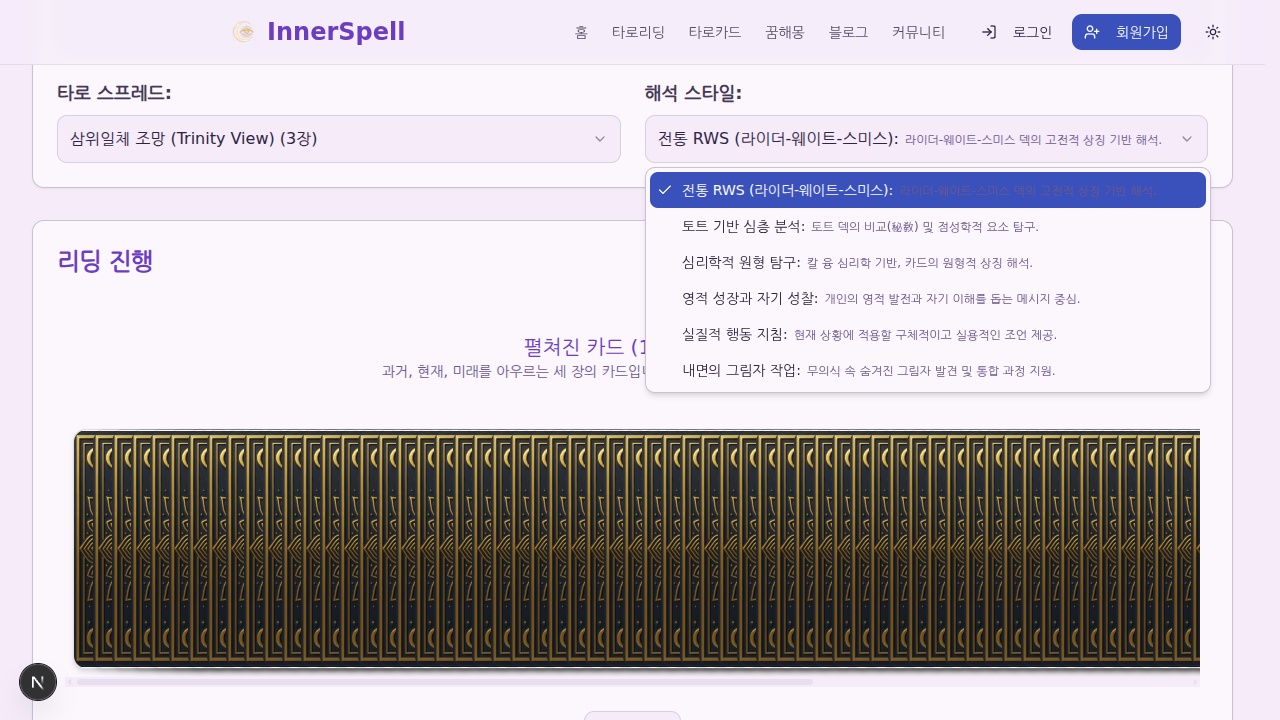 InnerSpell
홈
타로리딩
타로카드
꿈해몽
블로그
커뮤니티
로그인
회원가입
타로 스프레드:
삼위일체 조망 (Trinity View) (3장)
해석 스타일:
전통 RWS (라이더-웨이트-스미스): 라이더-웨이트-스미스 덱의 고전적 상징 기반 해석.
전통 RWS (라이더-웨이트-스미스): 라이더-웨이트-스미스 덱의 고전적 상징 기반 해석.
토트 기반 심층 분석: 토트 덱의 비교(秘敎) 및 점성학적 요소 탐구.
심리학적 원형 탐구: 칼 융 심리학 기반, 카드의 원형적 상징 해석.
영적 성장과 자기 성찰: 개인의 영적 발전과 자기 이해를 돕는 메시지 중심.
실질적 행동 지침: 현재 상황에 적용할 구체적이고 실용적인 조언 제공.
내면의 그림자 작업: 무의식 속 숨겨진 그림자 발견 및 통합 과정 지원.
리딩 진행
펼쳐진 카드 (1
과거, 현재, 미래를 아우르는 세 장의 카드입
N